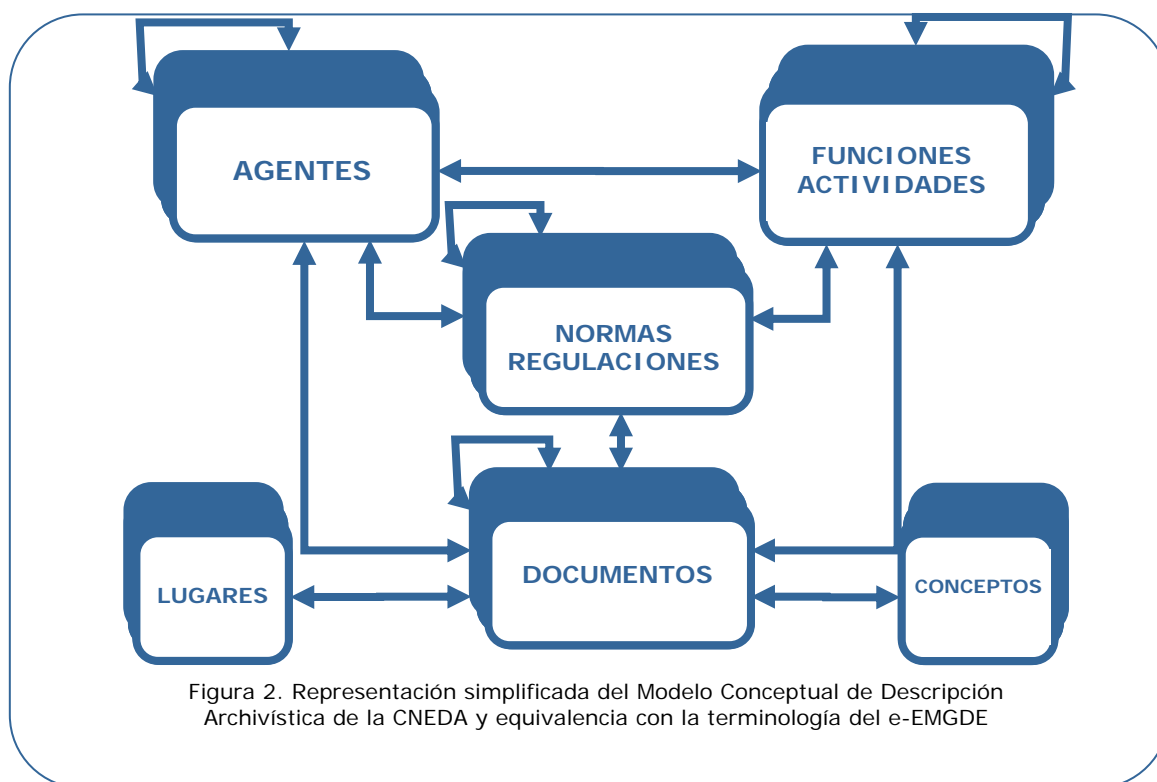 AGENTES
FUNCIONES
ACTIVIDADES
NORMAS
REGULACIONES
DOCUMENTOS
LUGARES
CONCEPTOS
Figura 2. Representación simplificada del Modelo Conceptual de Descripción
Archivística de la CNEDA y equivalencia con la terminología del e-EMGDE